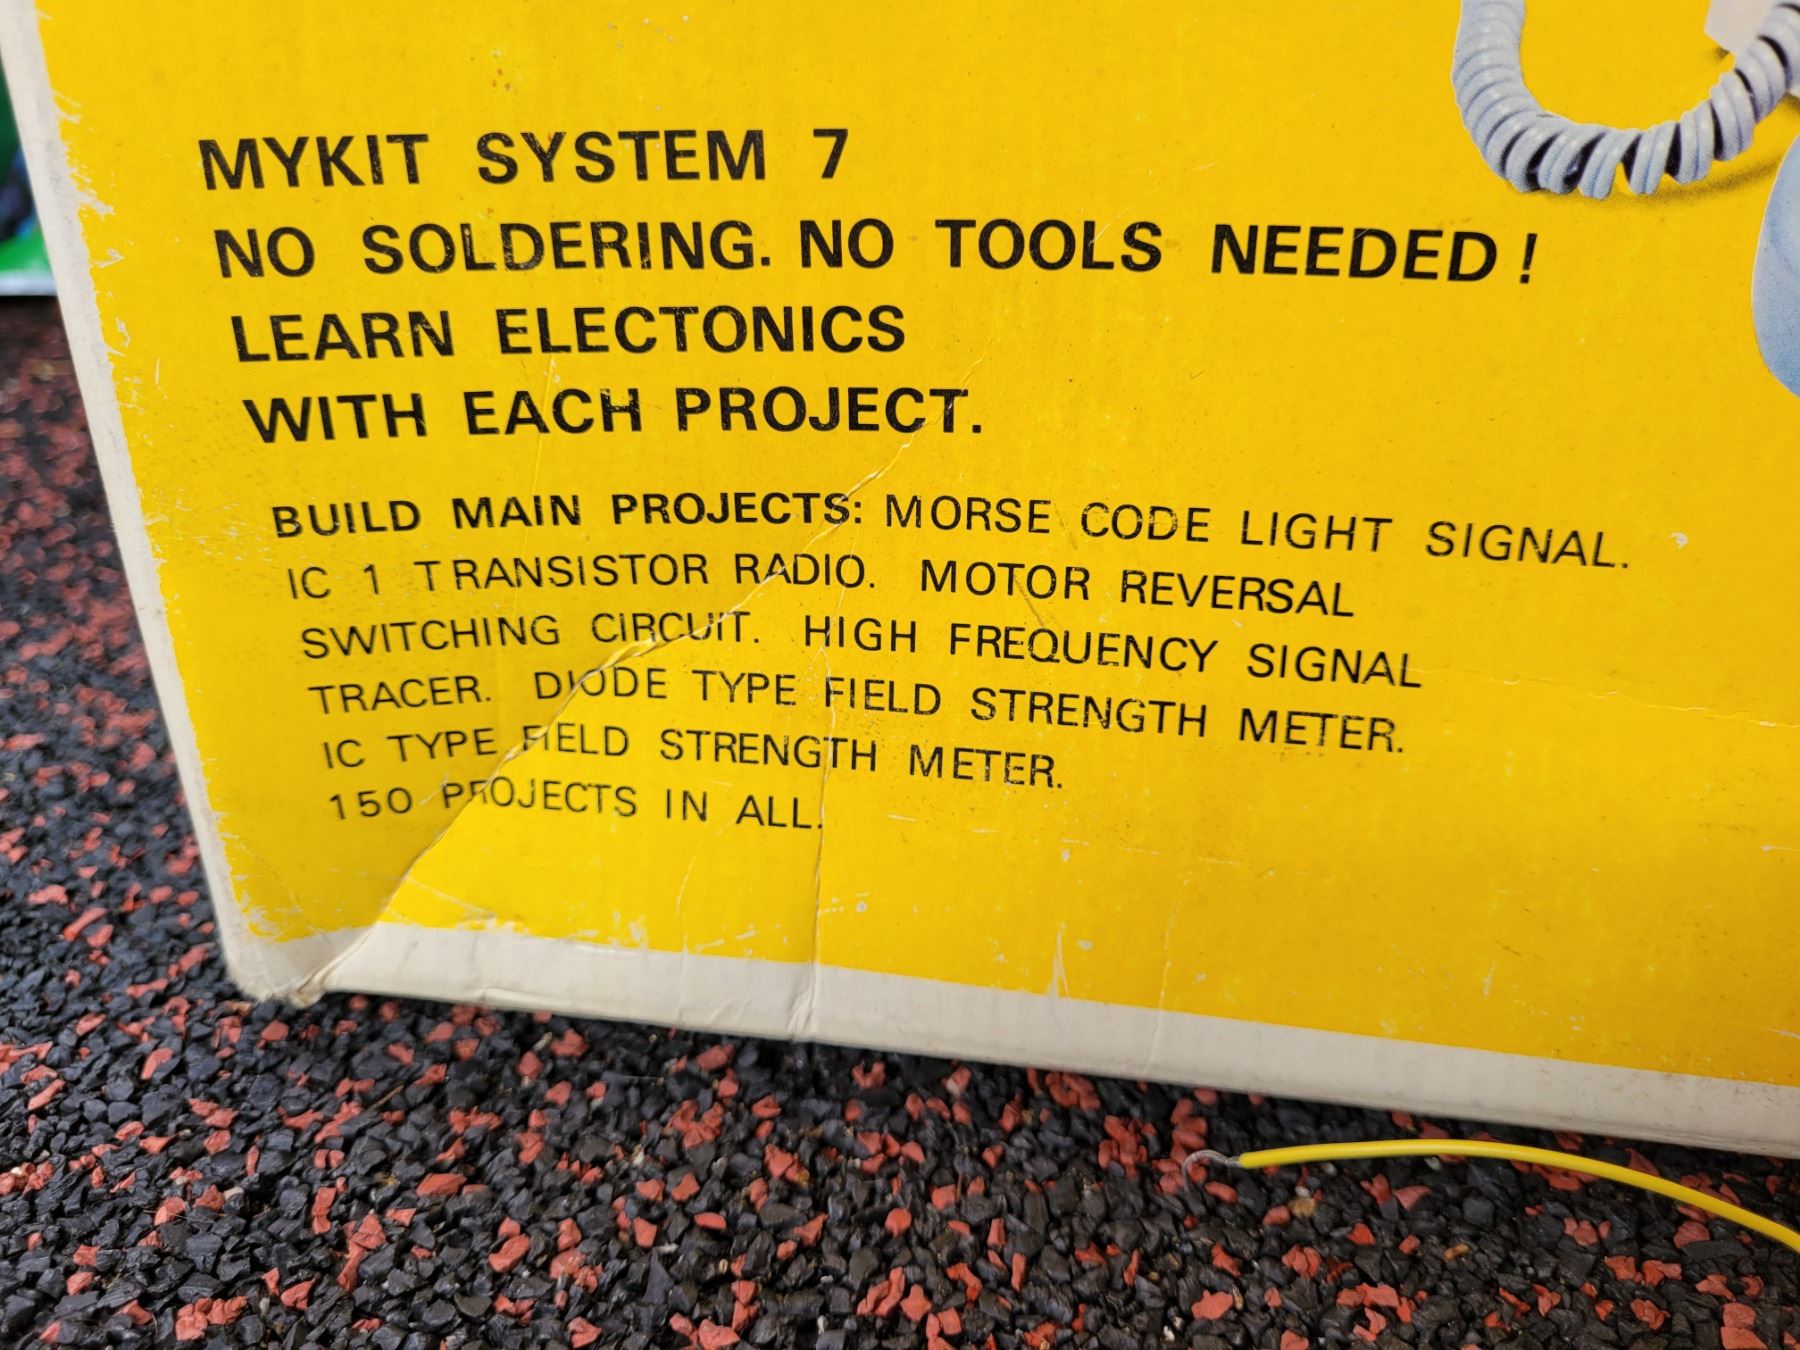 MYKIT SYSTEM 7
NO SOLDERING. NO TOOLS NEEDED!
LEARN ELECTONICS
WITH EACH PROJECT.
BUILD MAIN PROJECTS: MORSE CODE LIGHT SIGNAL.
IC 1 TRANSISTOR RADIO. MOTOR REVERSAL
SWITCHING CIRCUIT. HIGH FREQUENCY SIGNAL
TRACER. DIODE TYPE FIELD STRENGTH METER.
IC TYPE FIELD STRENGTH METER.
150 PROJECTS IN ALL.